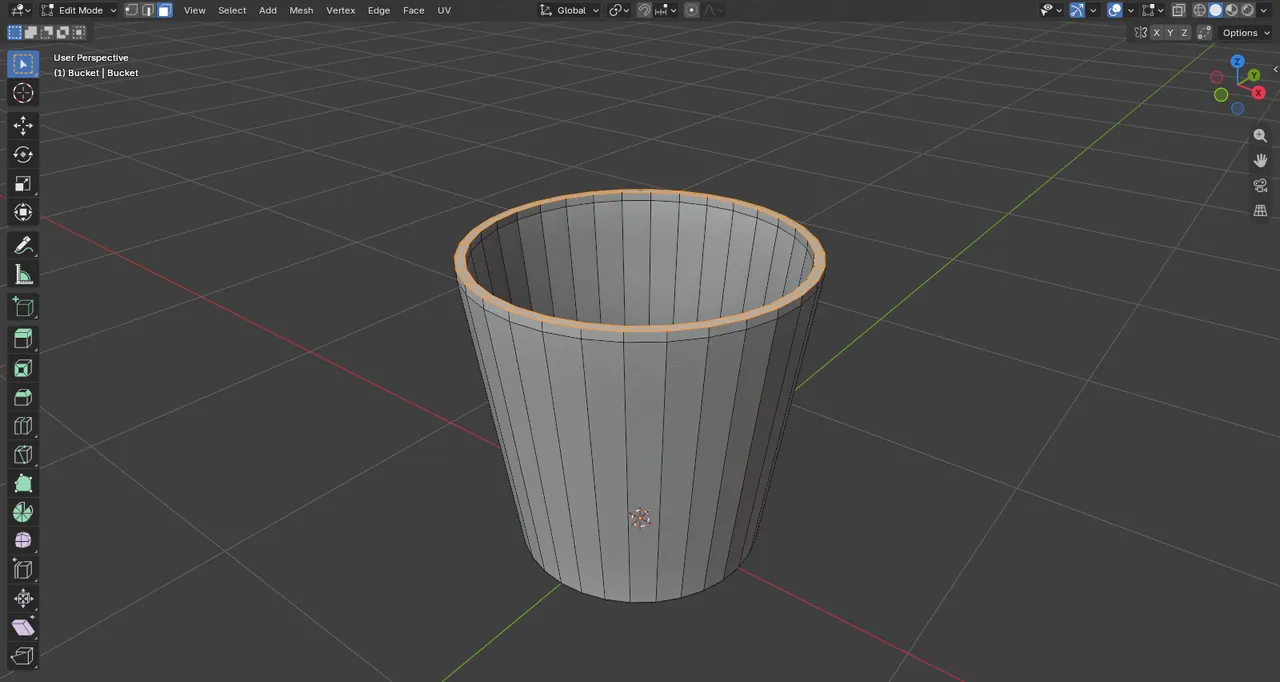 Edit Mode View Select Add Mesh Vertex Edge Face UV Global
X Y Z Options
User Perspective
(1) Bucket | Bucket
Z
Y
X